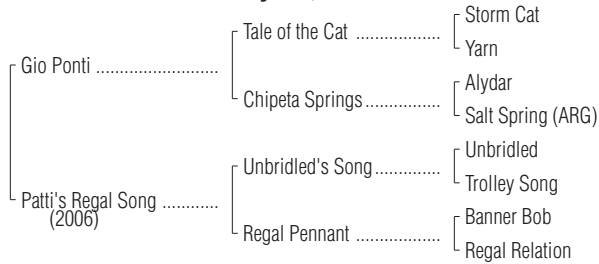 Storm Cat
Tale of the Cat ..................
Yarn
Gio Ponti ..........................
Alydar
Chipeta Springs................
Salt Spring (ARG)
Unbridled
Unbridled's Song..............
Trolley Song
Patti's Regal Song ............
(2006)
Banner Bob
Regal Pennant ..................
Regal Relation